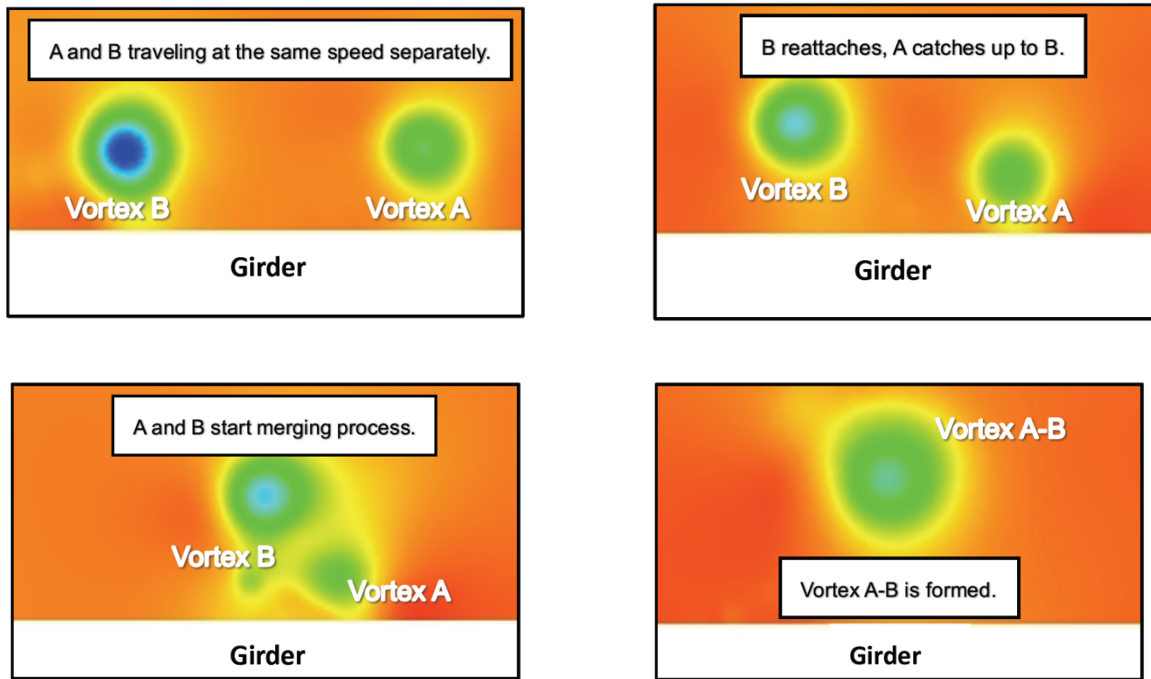 A and B traveling at the same speed separately.
Vortex B
Vortex A
Girder
B reattaches, A catches up to B.
Vortex B
Vortex A
Girder
A and B start merging process.
Vortex B
Vortex A
Girder
Vortex A-B
Vortex A-B is formed.
Girder